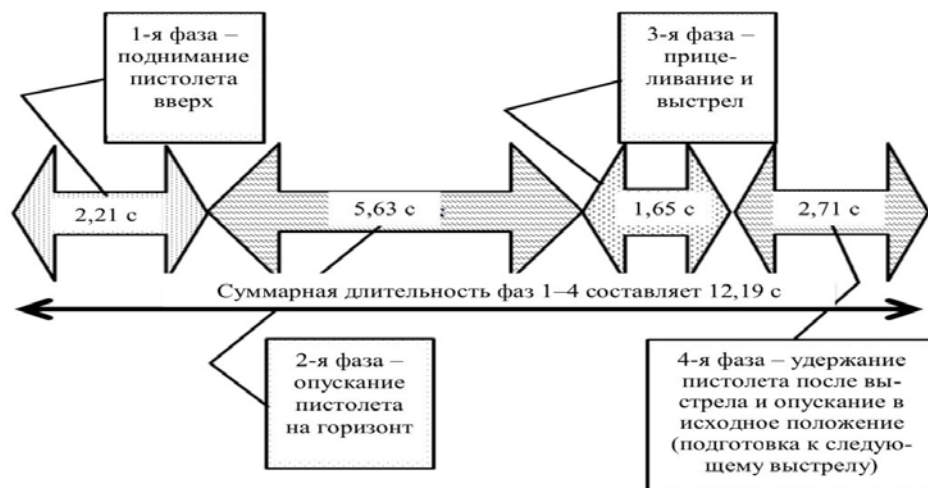 1-я фаза –
поднимание
пистолета
вверх
3-я фаза –
прице-
ливание и
выстрел
2,21 с
5,63 с
1,65 с
2,71 с
Суммарная длительность фаз 1–4 составляет 12,19 с
2-я фаза –
опускание
пистолета
на горизонт
4-я фаза – удержание
пистолета после вы-
стрела и опускание в
исходное положение
(подготовка к следую-
щему выстрелу)